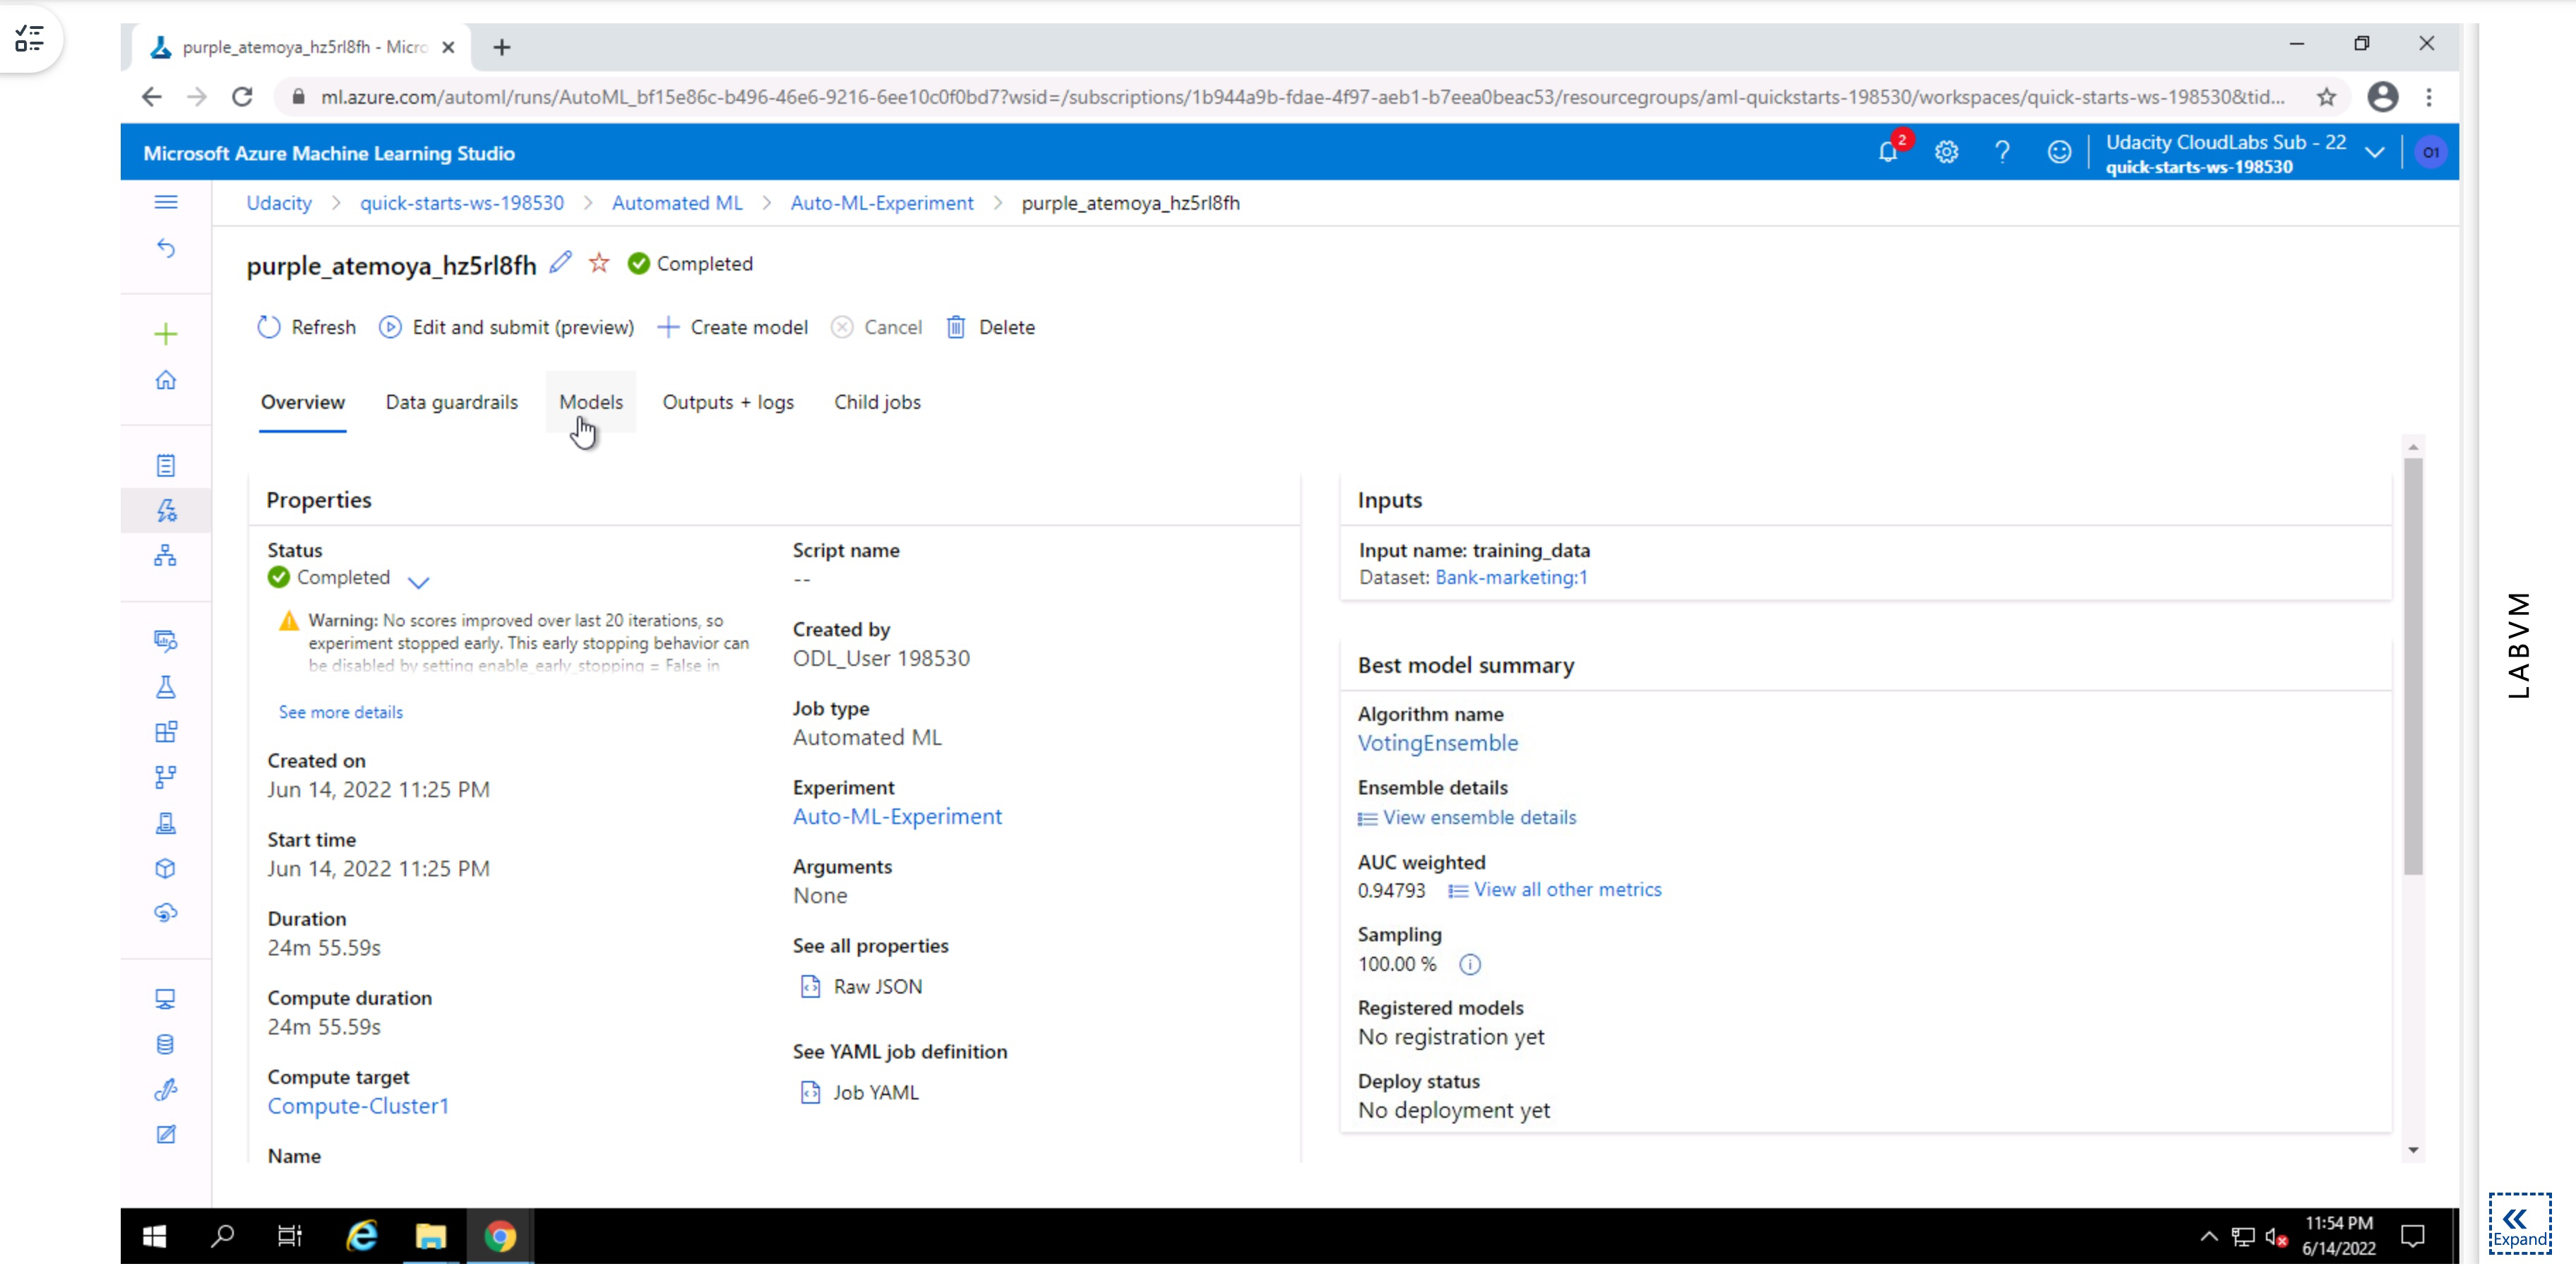 purple_atemoya_hz5rl8fh - Micro
ml.azure.com/automl/runs/AutoML_bf15e86c-b496-46e6-9216-6ee10c0f0bd7?wsid=/subscriptions/1b944a9b-fdae-4f97-aeb1-b7eea0beac53/resourcegroups/aml-quickstarts-198530/workspaces/quick-starts-ws-198530&tid...
Microsoft Azure Machine Learning Studio
2
Udacity CloudLabs Sub - 22
quick-starts-ws-198530
O1
Udacity > quick-starts-ws-198530 > Automated ML > Auto-ML-Experiment > purple_atemoya_hz5rl8fh
purple_atemoya_hz5rl8fh Completed
Refresh Edit and submit (preview) Create model Cancel Delete
Overview Data guardrails Models Outputs + logs Child jobs
Properties
Status
Completed
Warning: No scores improved over last 20 iterations, so
experiment stopped early. This early stopping behavior can
be disabled by setting enable_early_stopping = False in
See more details
Created on
Jun 14, 2022 11:25 PM
Start time
Jun 14, 2022 11:25 PM
Duration
24m 55.59s
Compute duration
24m 55.59s
Compute target
Compute-Cluster1
Name
Script name
--
Created by
ODL_User 198530
Job type
Automated ML
Experiment
Auto-ML-Experiment
Arguments
None
See all properties
Raw JSON
See YAML job definition
Job YAML
Inputs
Input name: training_data
Dataset: Bank-marketing:1
Best model summary
Algorithm name
VotingEnsemble
Ensemble details
View ensemble details
AUC weighted
0.94793 View all other metrics
Sampling
100.00 %
Registered models
No registration yet
Deploy status
No deployment yet
LABVM
11:54 PM
6/14/2022
Expand